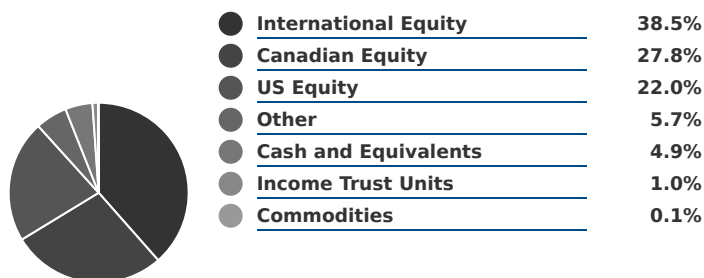 International Equity 38.5%
Canadian Equity 27.8%
US Equity 22.0%
Other 5.7%
Cash and Equivalents 4.9%
Income Trust Units 1.0%
Commodities 0.1%